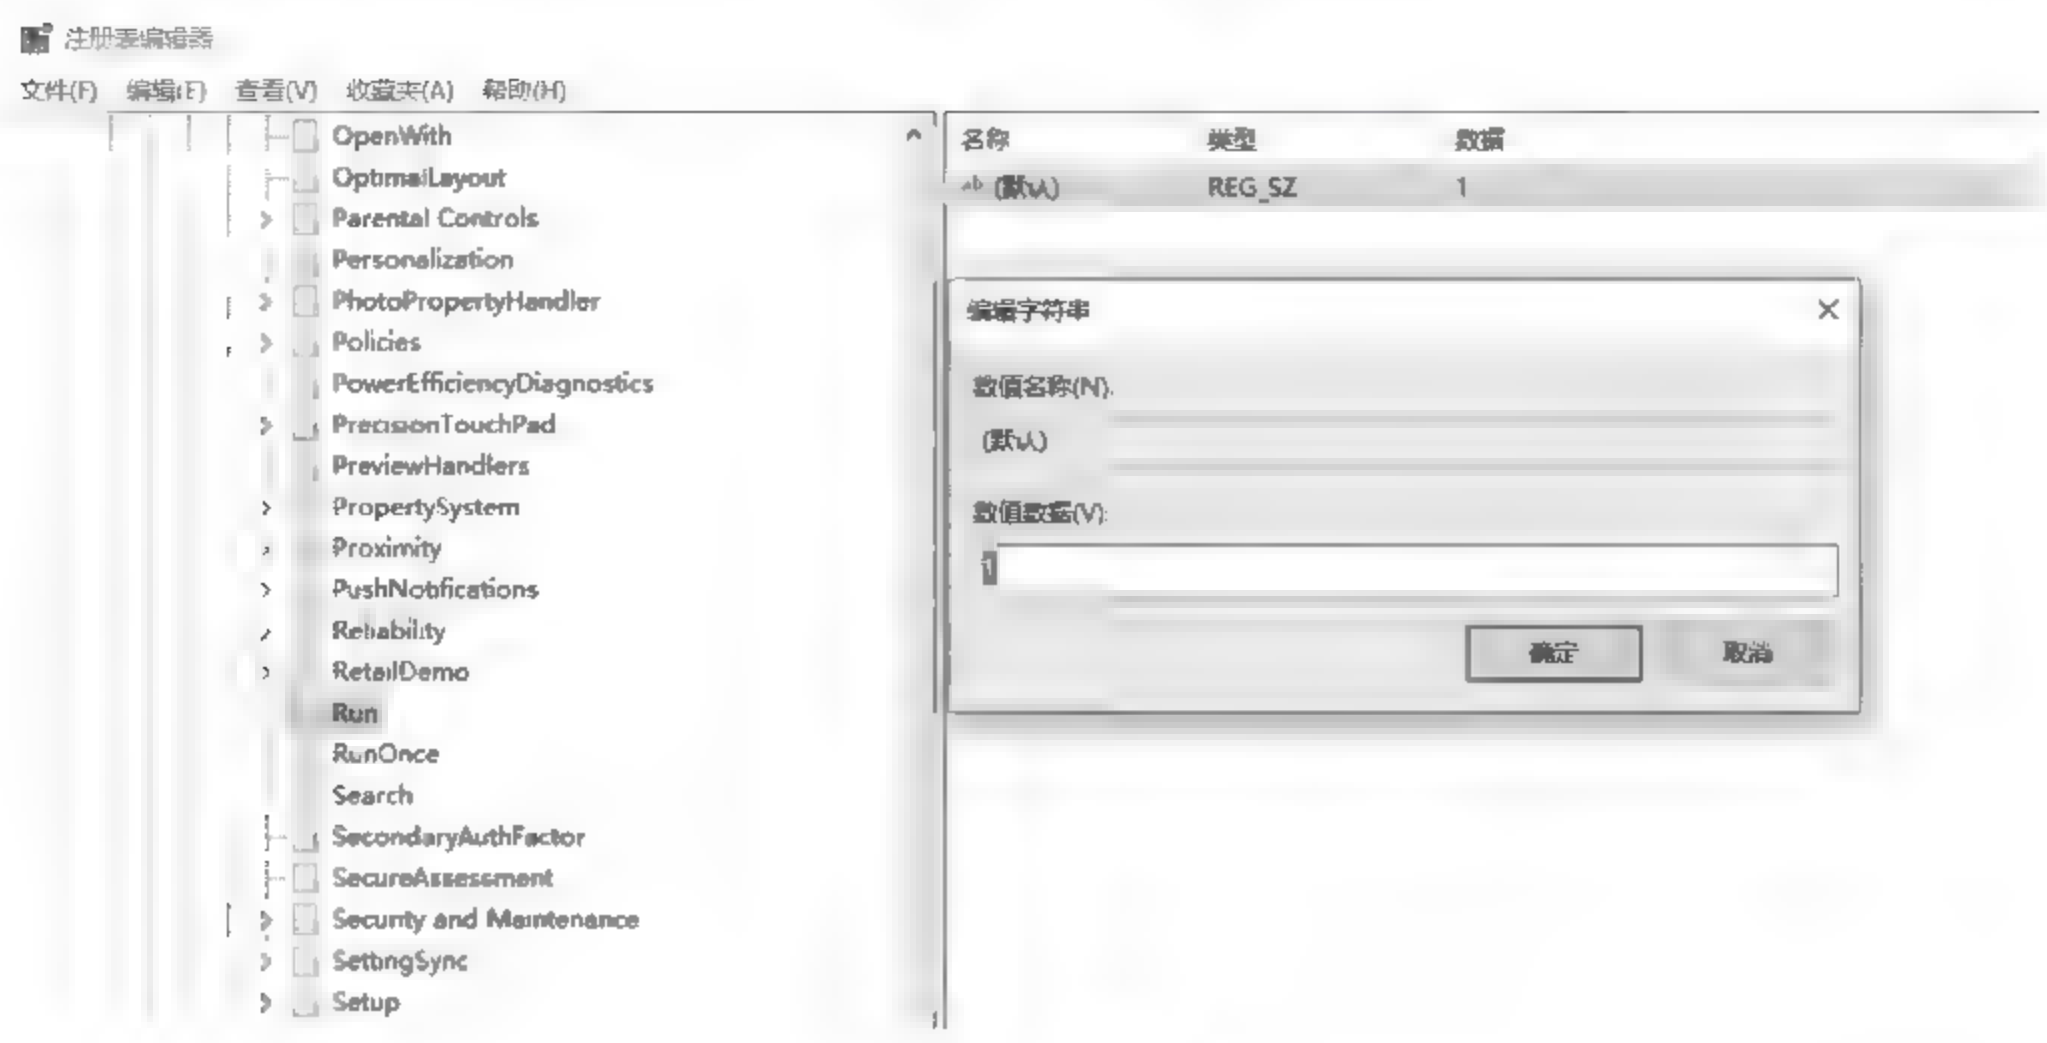 注册表编辑器
文件(F) 编辑(E) 查看(V) 收藏夹(A) 帮助(H)
OpenWith
OptimalLayout
Parental Controls
Personalization
PhotoPropertyHandler
Policies
PowerEfficiencyDiagnostics
PrecisionTouchPad
PreviewHandlers
PropertySystem
Proximity
PushNotifications
Reliability
RetailDemo
Run
RunOnce
Search
SecondaryAuthFactor
SecureAssessment
Security and Maintenance
SettingSync
Setup
名称 类型 数据
ab (默认) REG_SZ 1
编辑字符串
数值名称(N):
(默认)
数值数据(V):
1
确定 取消